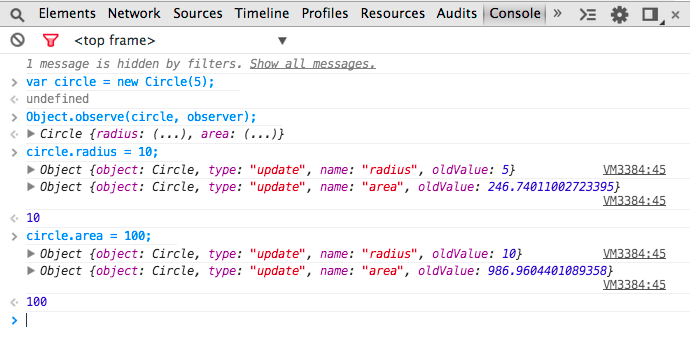 Elements Network Sources Timeline Profiles Resources Audits Console »
<top frame> ▼
1 message is hidden by filters. Show all messages.
> var circle = new Circle(5);
<· undefined
> Object.observe(circle, observer);
<· ▶ Circle {radius: (...), area: (...)}
> circle.radius = 10;
▶ Object {object: Circle, type: "update", name: "radius", oldValue: 5} VM3384:45
▶ Object {object: Circle, type: "update", name: "area", oldValue: 246.74011002723395}
VM3384:45
<· 10
> circle.area = 100;
▶ Object {object: Circle, type: "update", name: "radius", oldValue: 10} VM3384:45
▶ Object {object: Circle, type: "update", name: "area", oldValue: 986.9604401089358}
VM3384:45
<· 100
>